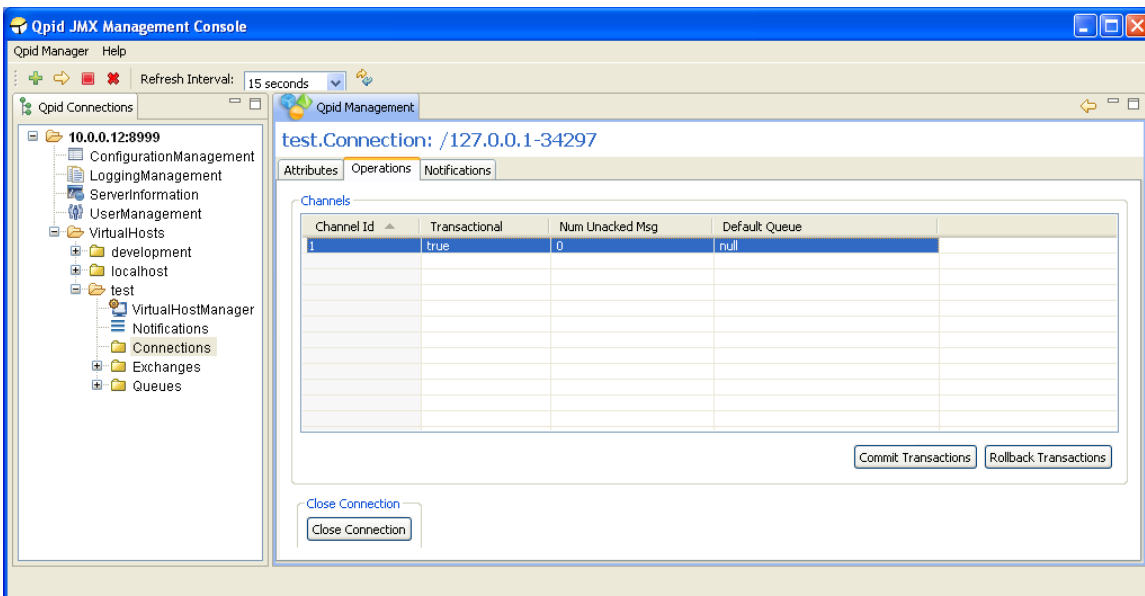 Qpid JMX Management Console
Qpid Manager Help
Refresh Interval: 15 seconds
Qpid Connections
10.0.0.12:8999
ConfigurationManagement
LoggingManagement
ServerInformation
UserManagement
VirtualHosts
development
localhost
test
VirtualHostManager
Notifications
Connections
Exchanges
Queues
Qpid Management
test.Connection: /127.0.0.1-34297
Attributes Operations Notifications
Channels
Channel Id Transactional Num Unacked Msg Default Queue
1 true 0 null
Commit Transactions Rollback Transactions
Close Connection
Close Connection